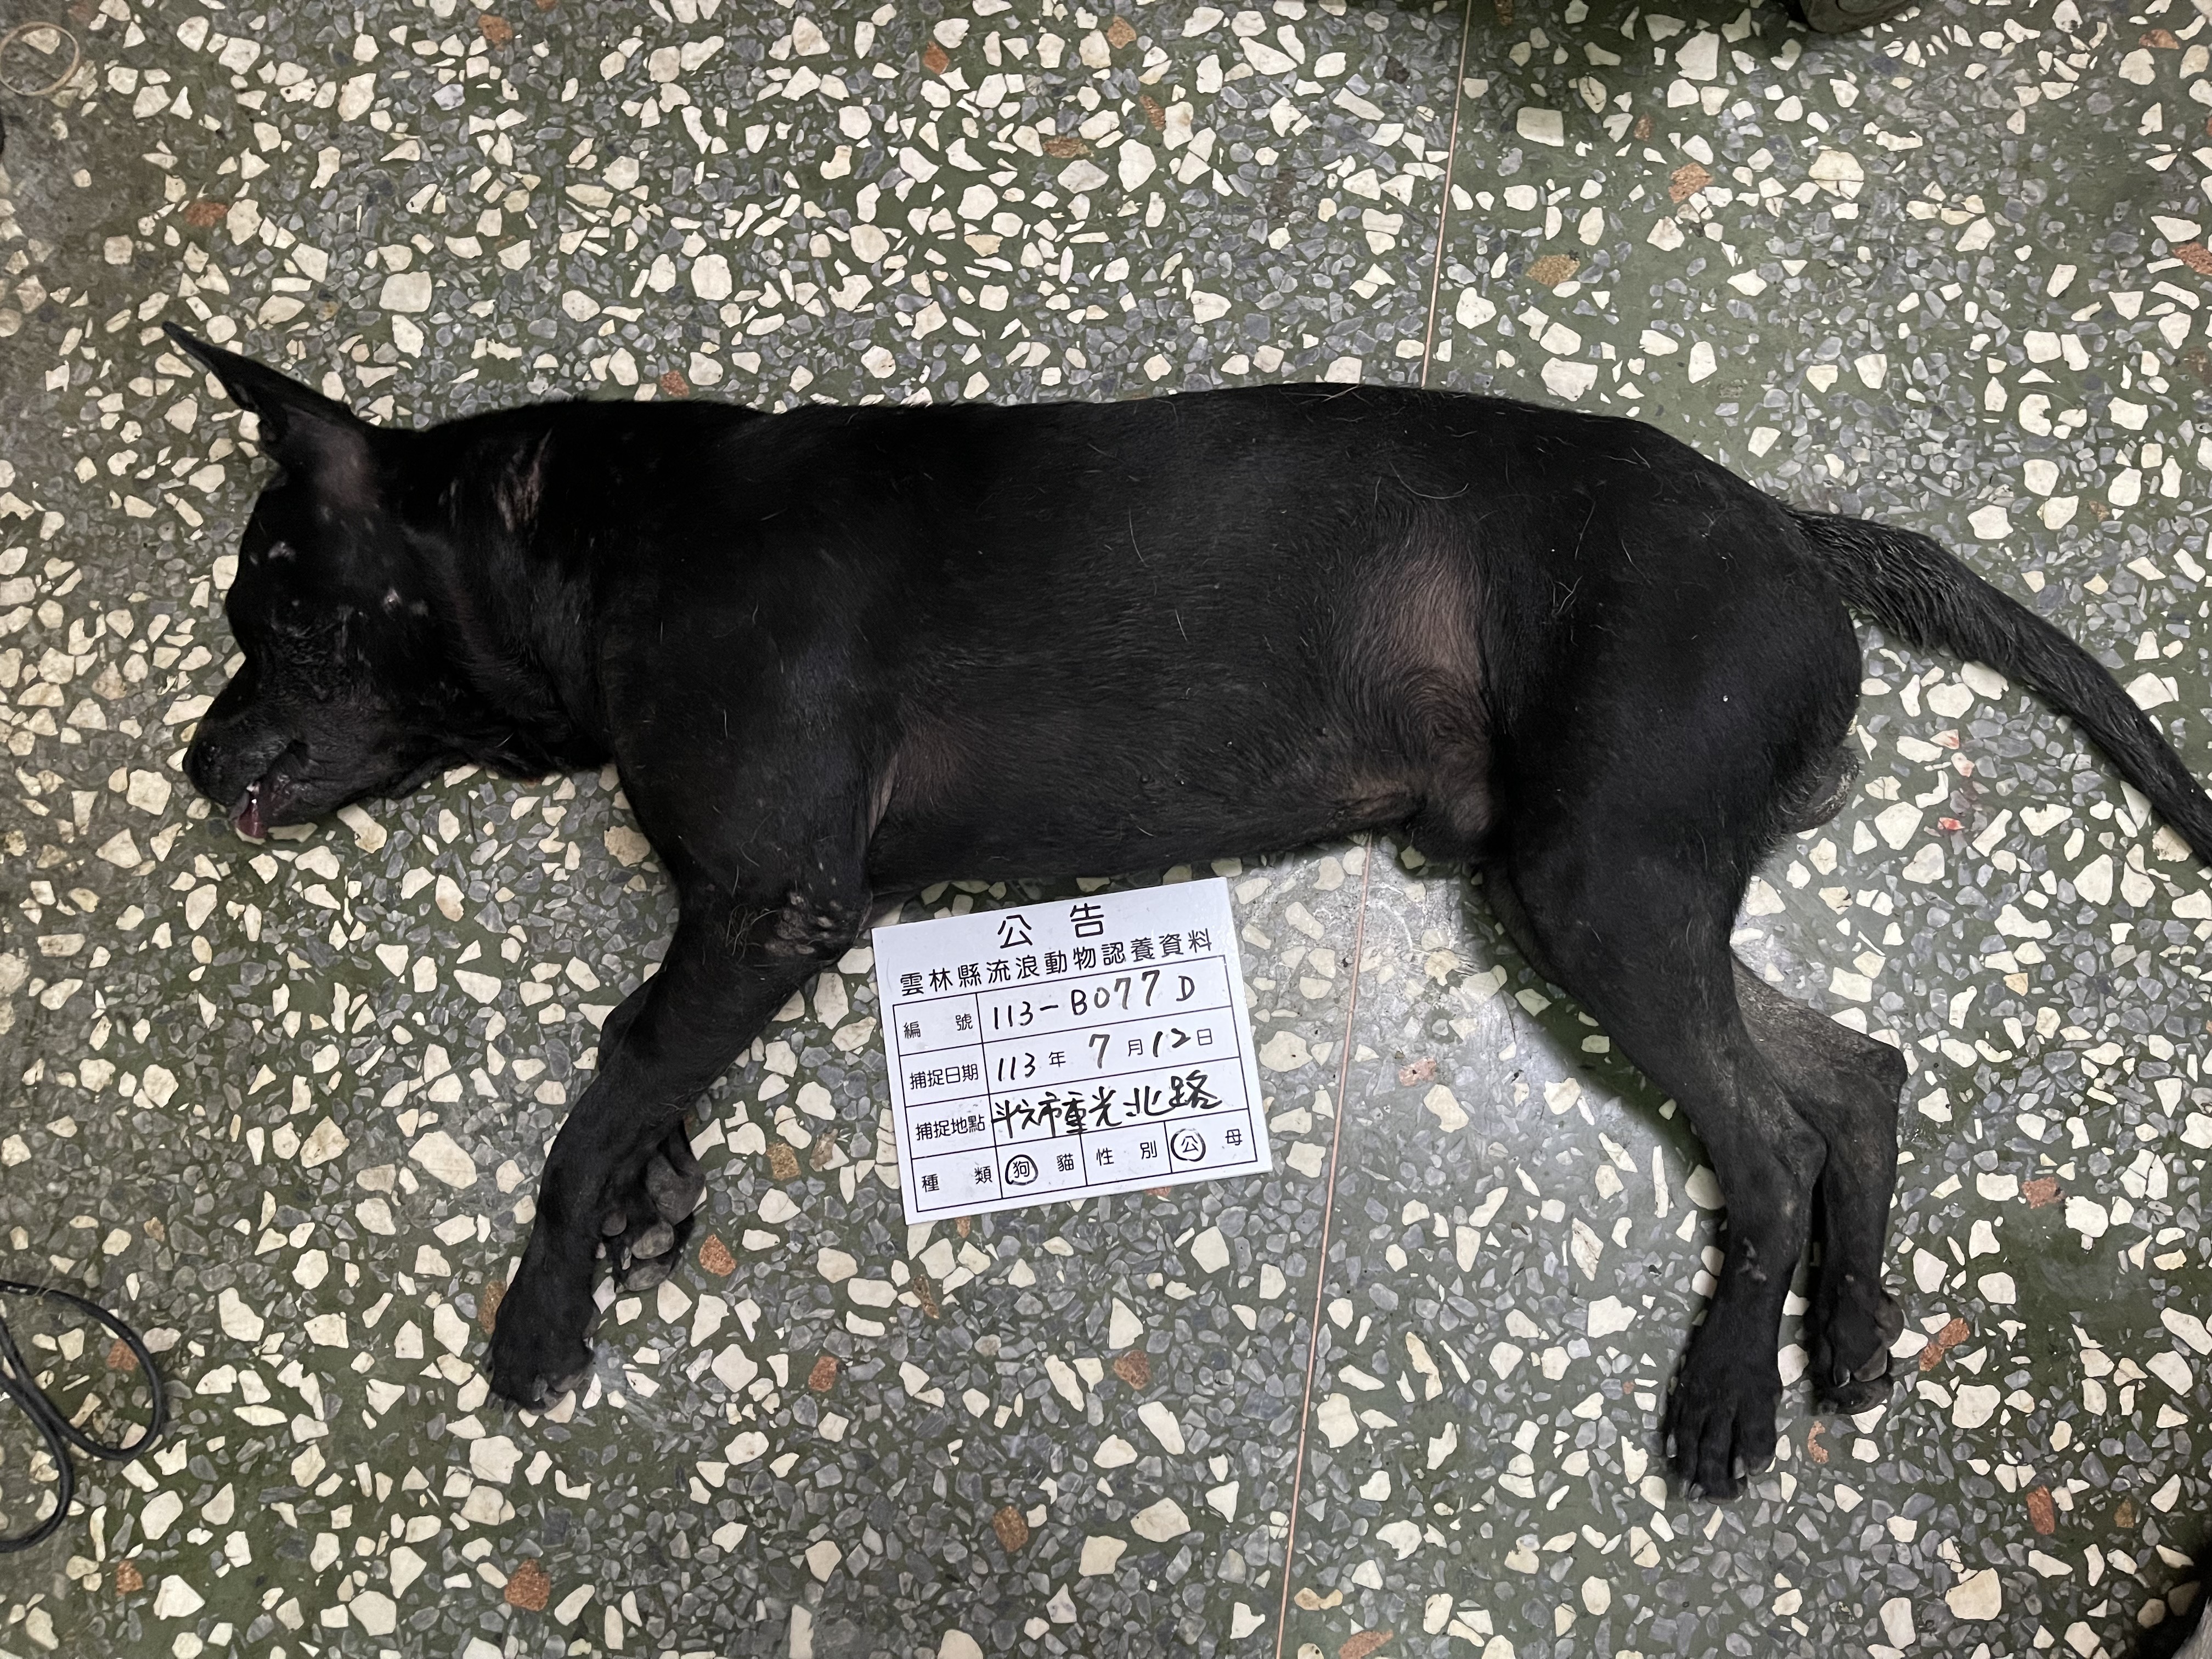 公告
雲林縣流浪動物認養資料
編號 113-B077D
捕捉日期 113年7月12日
捕捉地點 斗六市重光北路
種類 狗 貓 性別 公 母